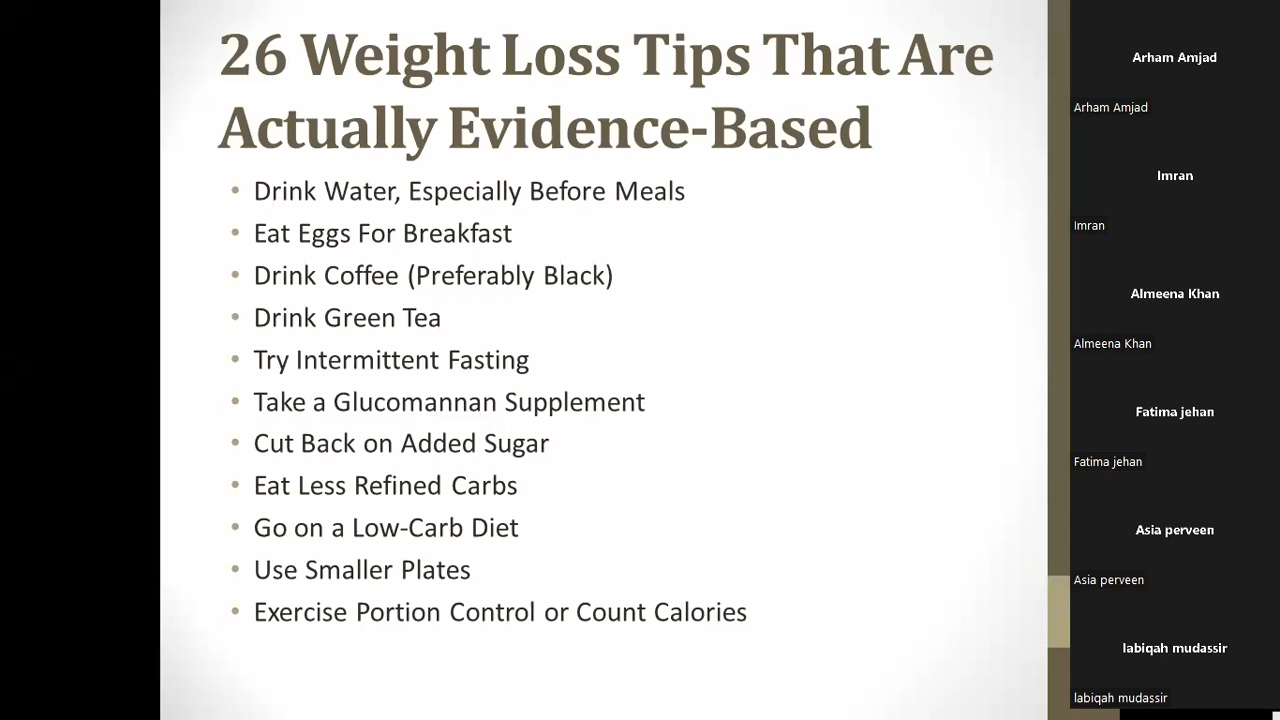 26 Weight Loss Tips That Are
Actually Evidence-Based
• Drink Water, Especially Before Meals
• Eat Eggs For Breakfast
• Drink Coffee (Preferably Black)
• Drink Green Tea
• Try Intermittent Fasting
• Take a Glucomannan Supplement
• Cut Back on Added Sugar
• Eat Less Refined Carbs
• Go on a Low-Carb Diet
• Use Smaller Plates
• Exercise Portion Control or Count Calories
Arham Amjad
Arham Amjad
Imran
Imran
Almeena Khan
Almeena Khan
Fatima jehan
Fatima jehan
Asia perveen
Asia perveen
labiqah mudassir
labiqah mudassir